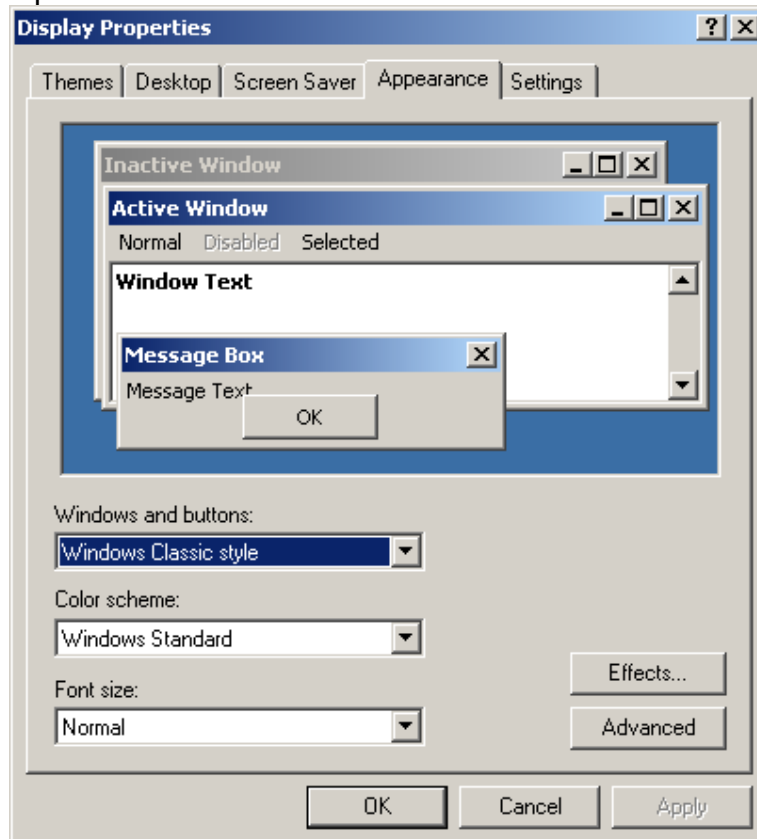 Display Properties
Themes Desktop Screen Saver Appearance Settings
Inactive Window
Active Window
Normal Disabled Selected
Window Text
Message Box
Message Text
OK
Windows and buttons:
Windows Classic style
Color scheme:
Windows Standard
Effects...
Font size:
Normal
Advanced
OK Cancel Apply